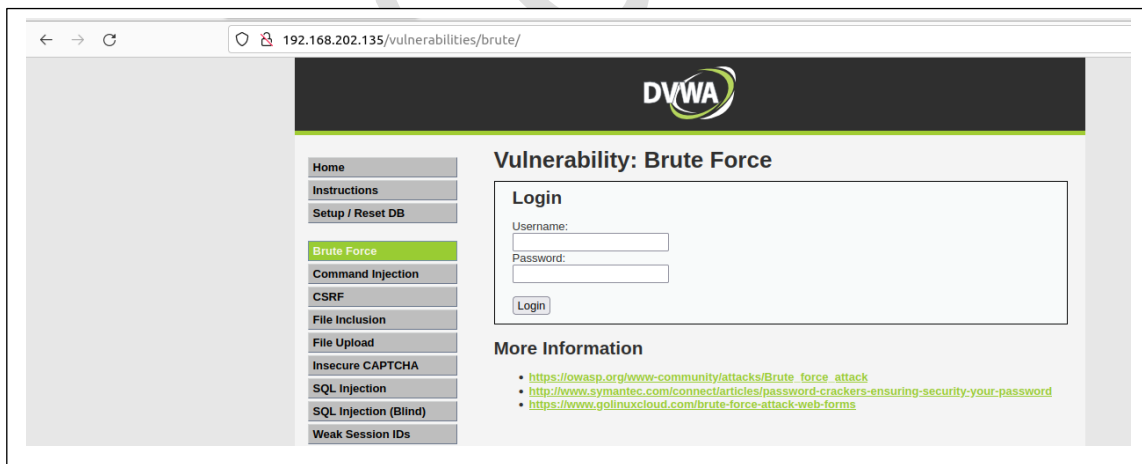 192.168.202.135/vulnerabilities/brute/
DVWA
Home
Instructions
Setup / Reset DB
Brute Force
Command Injection
CSRF
File Inclusion
File Upload
Insecure CAPTCHA
SQL Injection
SQL Injection (Blind)
Weak Session IDs
Vulnerability: Brute Force
Login
Username:
Password:
Login
More Information
• https://owasp.org/www-community/attacks/Brute_force_attack
• http://www.symantec.com/connect/articles/password-crackers-ensuring-security-your-password
• https://www.golinuxcloud.com/brute-force-attack-web-forms